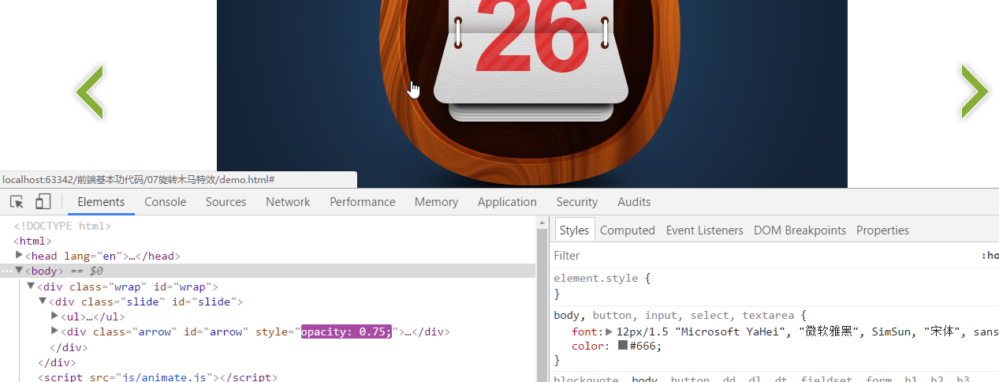 26
localhost:63342/前端基本功代码/07旋转木马特效/demo.html#
Elements Console Sources Network Performance Memory Application Security Audits
<!DOCTYPE html>
<html>
<head lang="en">…</head>
<body> == $0
<div class="wrap" id="wrap">
<div class="slide" id="slide">
<ul>…</ul>
<div class="arrow" id="arrow" style="opacity: 0.75;">…</div>
</div>
</div>
<script src="js/animate.js"></script>
Styles Computed Event Listeners DOM Breakpoints Properties
Filter :ho
element.style {
}
body, button, input, select, textarea {
font: 12px/1.5 "Microsoft YaHei", "微软雅黑", SimSun, "宋体", sans
color: #666;
}
blockquote, body, button, dd, dl, dt, fieldset, form, h1, h2, h3,